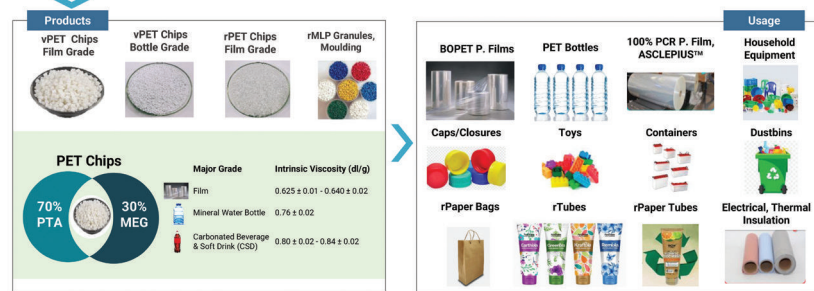 Products
vPET Chips
Film Grade
vPET Chips
Bottle Grade
rPET Chips
Film Grade
rMLP Granules,
Moulding
PET Chips
70%
PTA
30%
MEG
Major Grade
Intrinsic Viscosity (dl/g)
Film
0.625 ± 0.01 - 0.640 ± 0.02
Mineral Water Bottle
0.76 ± 0.02
Carbonated Beverage
& Soft Drink (CSD)
0.80 ± 0.02 - 0.84 ± 0.02
Usage
BOPET P. Films
PET Bottles
100% PCR P. Film,
ASCLEPIUS™
Household
Equipment
Caps/Closures
Toys
Containers
Dustbins
rPaper Bags
rTubes
rPaper Tubes
Electrical, Thermal
Insulation